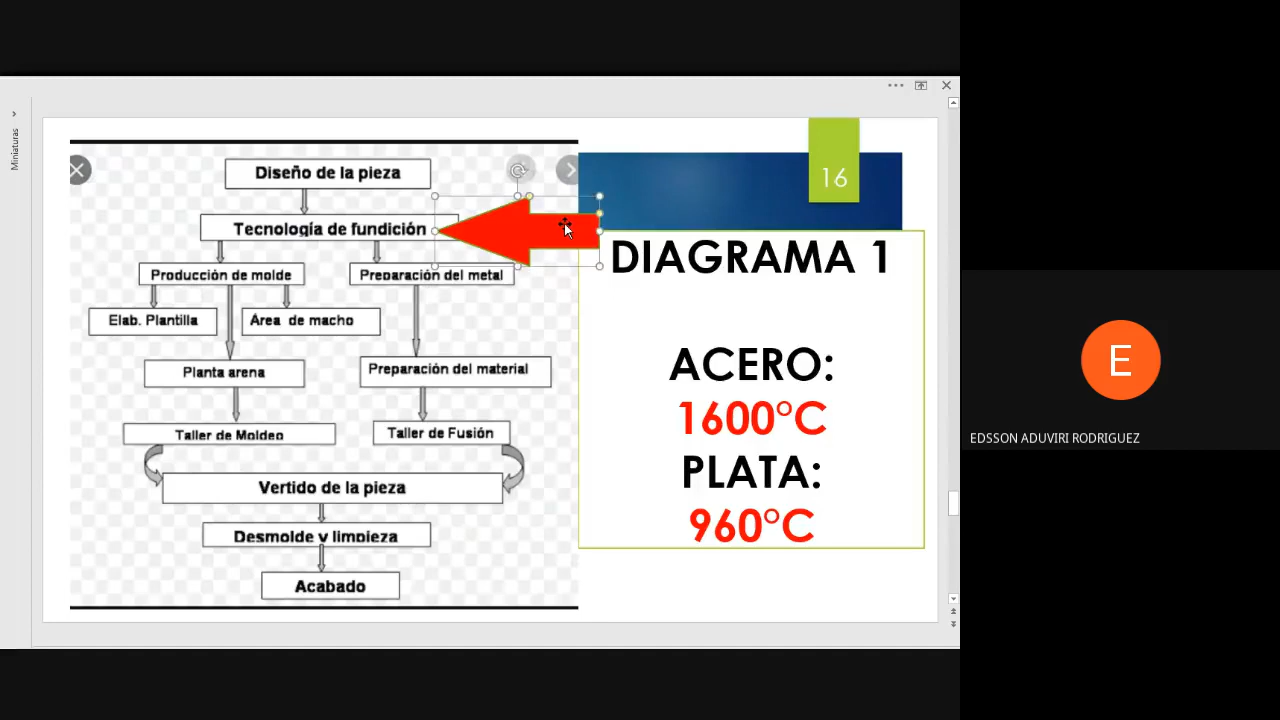 Miniaturas
Diseño de la pieza
Tecnología de fundición
Producción de molde
Preparación del metal
Elab. Plantilla
Área de macho
Planta arena
Preparación del material
Taller de Moldeo
Taller de Fusión
Vertido de la pieza
Desmolde y limpieza
Acabado
16
DIAGRAMA 1
ACERO:
1600°C
PLATA:
960°C
E
EDSSON ADUVIRI RODRIGUEZ